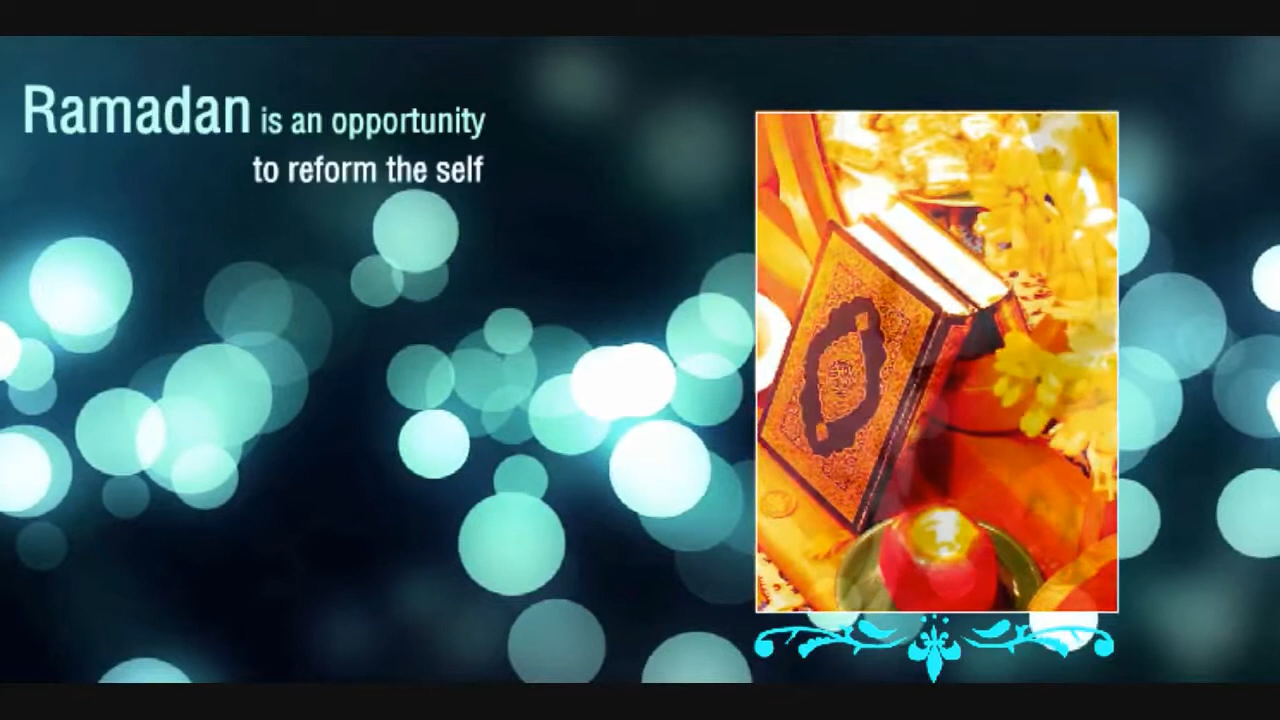 Ramadan is an opportunity
to reform the self